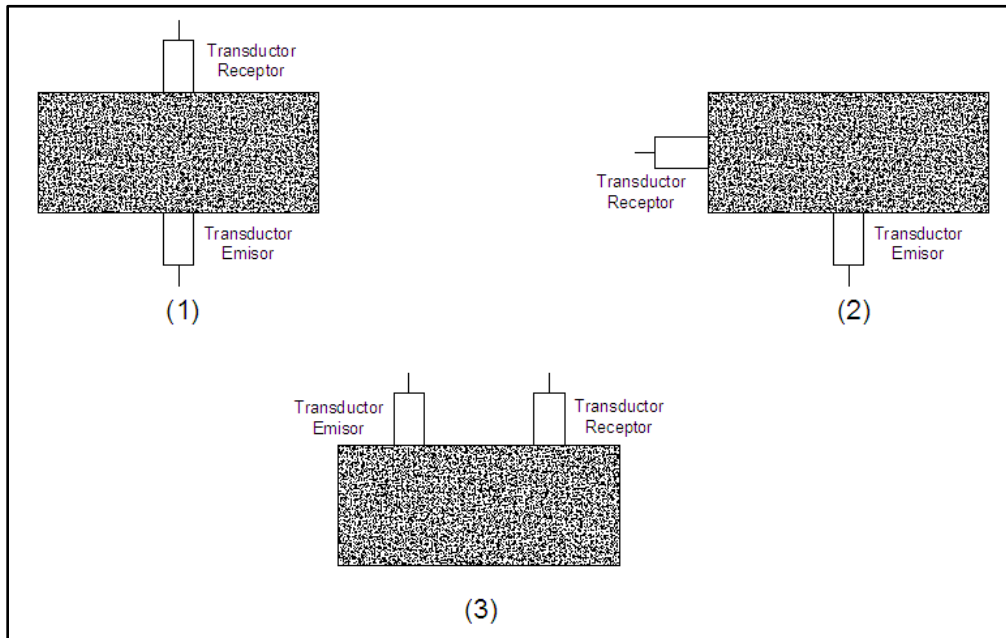 Transductor
Receptor
Transductor
Emisor
(1)
Transductor
Receptor
Transductor
Emisor
(2)
Transductor
Emisor
Transductor
Receptor
(3)